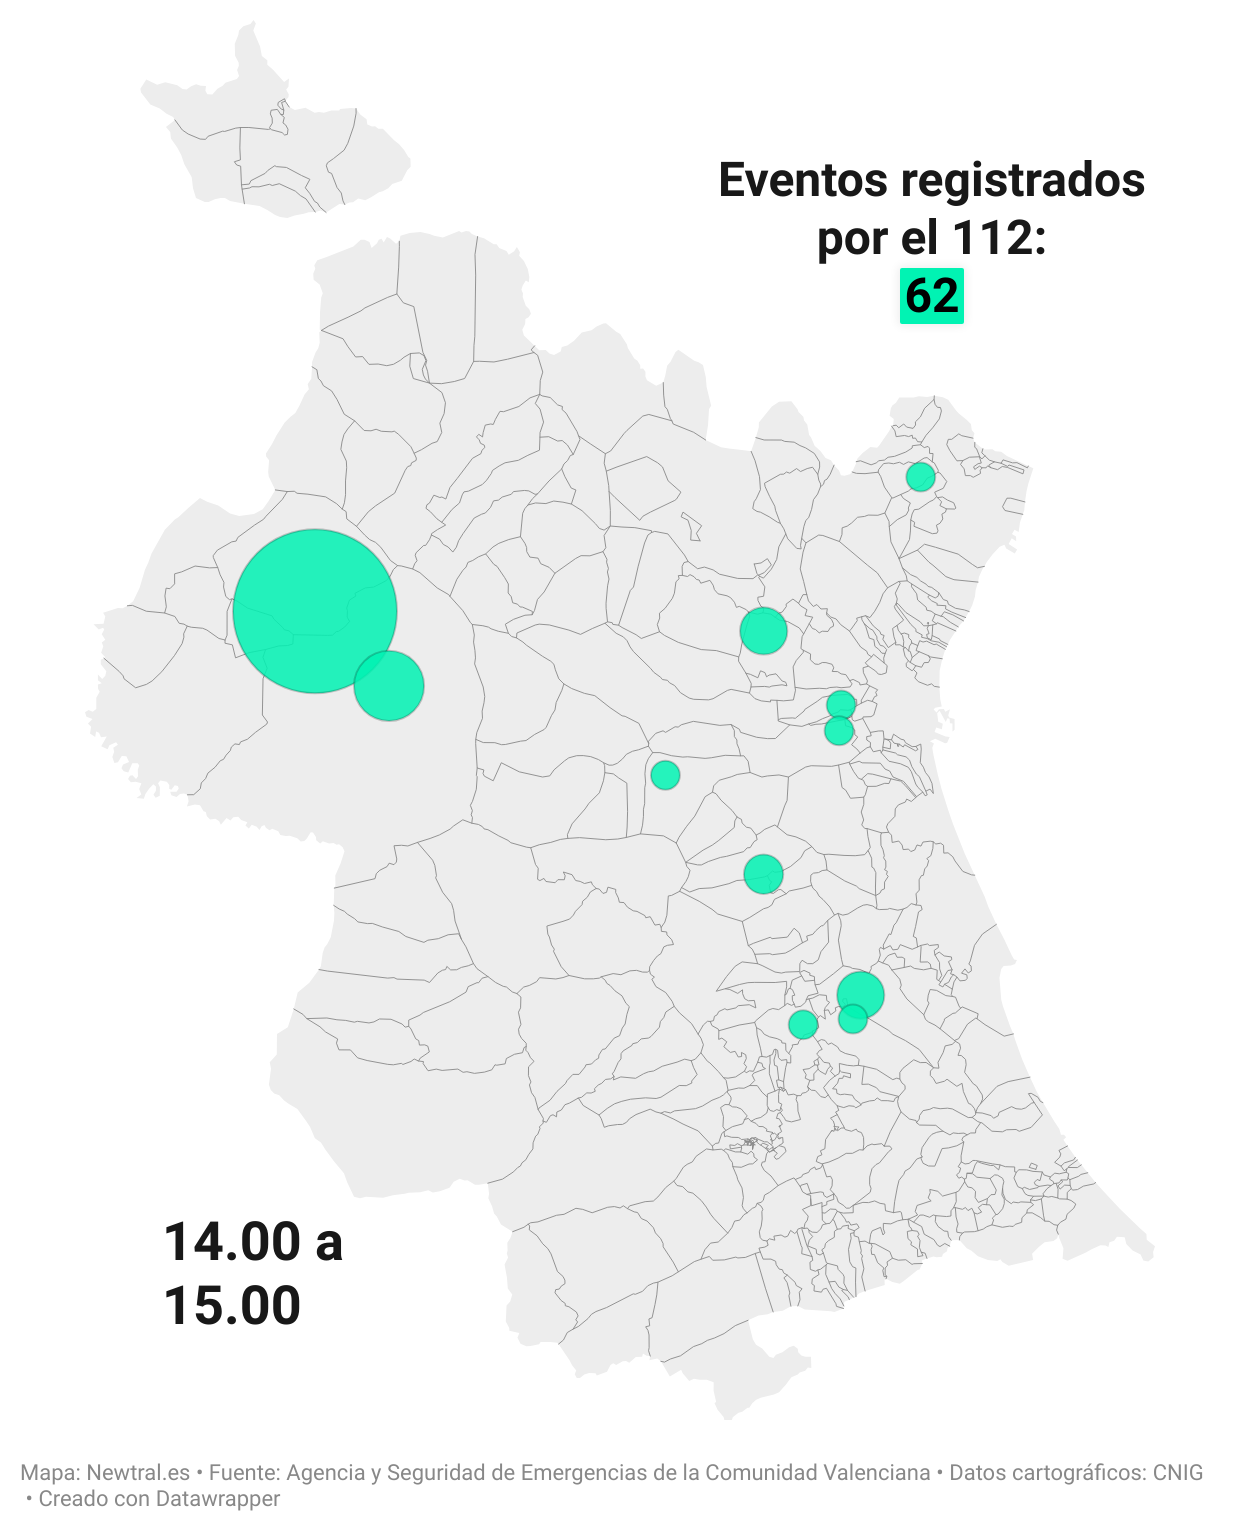 Eventos registrados
por el 112:
62
14.00 a
15.00
Mapa: Newtral.es • Fuente: Agencia y Seguridad de Emergencias de la Comunidad Valenciana • Datos cartográficos: CNIG
• Creado con Datawrapper